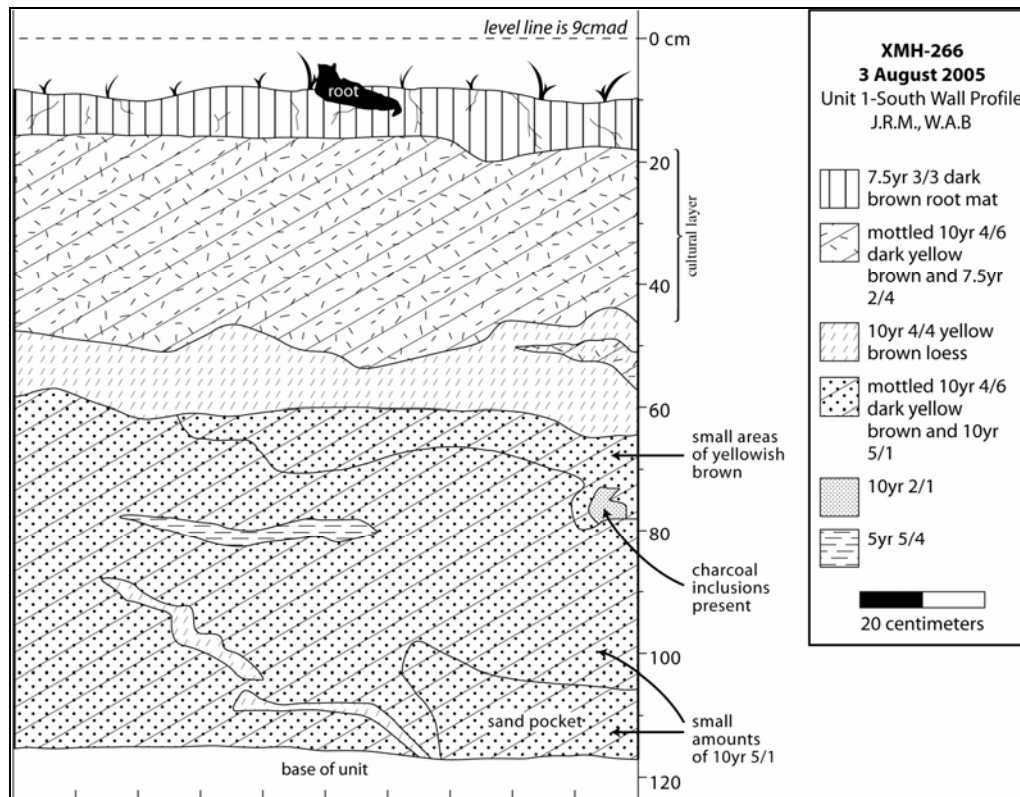 level line is 9cmad
0 cm
root
20
cultural layer
40
60
small areas
of yellowish
brown
80
charcoal
inclusions
present
100
sand pocket
small
amounts
of 10yr 5/1
base of unit
120
XMH-266
3 August 2005
Unit 1-South Wall Profile
J.R.M., W.A.B
7.5yr 3/3 dark
brown root mat
mottled 10yr 4/6
dark yellow
brown and 7.5yr
2/4
10yr 4/4 yellow
brown loess
mottled 10yr 4/6
dark yellow
brown and 10yr
5/1
10yr 2/1
5yr 5/4
20 centimeters